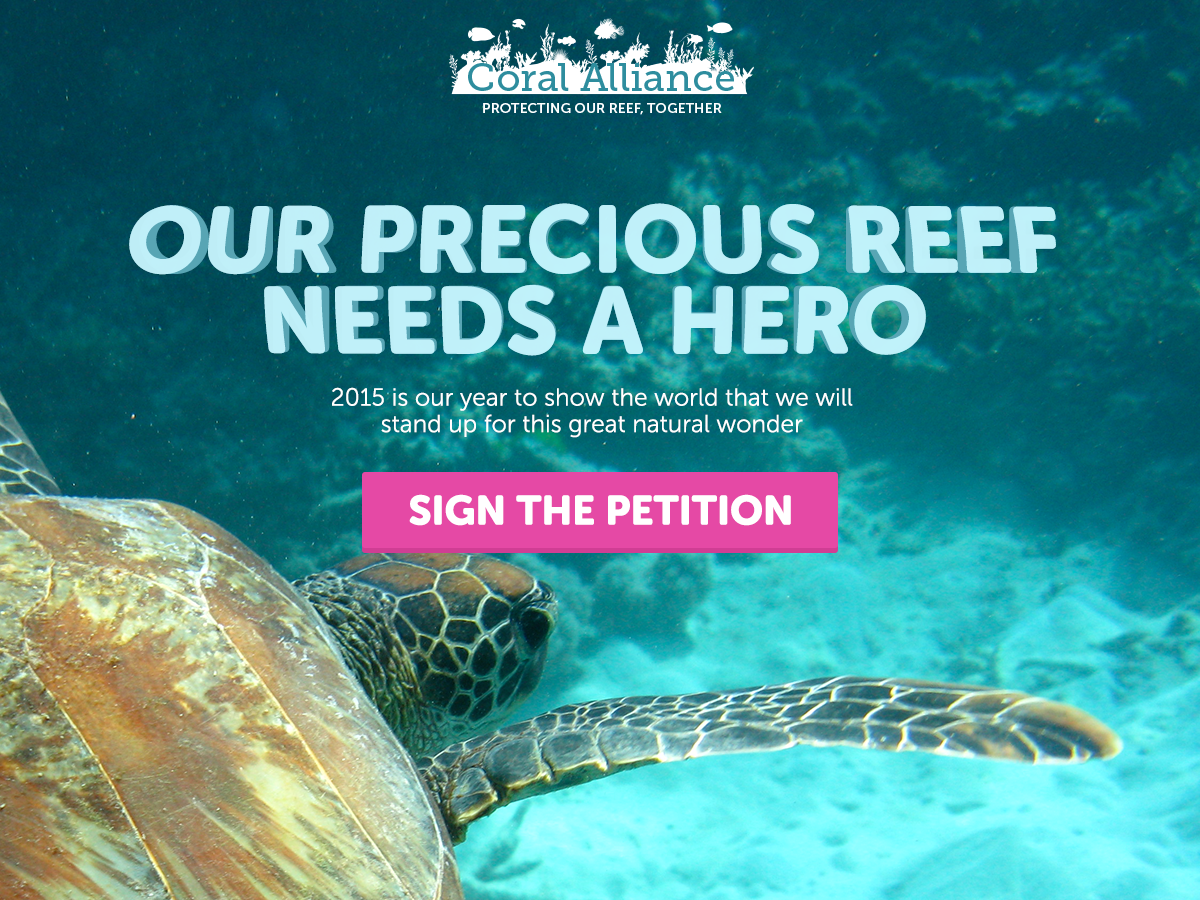 Coral Alliance
PROTECTING OUR REEF, TOGETHER
OUR PRECIOUS REEF
NEEDS A HERO
2015 is our year to show the world that we will
stand up for this great natural wonder
SIGN THE PETITION